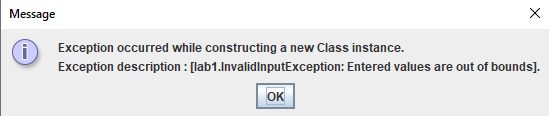 Message
Exception occurred while constructing a new Class instance.
Exception description : [lab1.InvalidInputException: Entered values are out of bounds].
OK